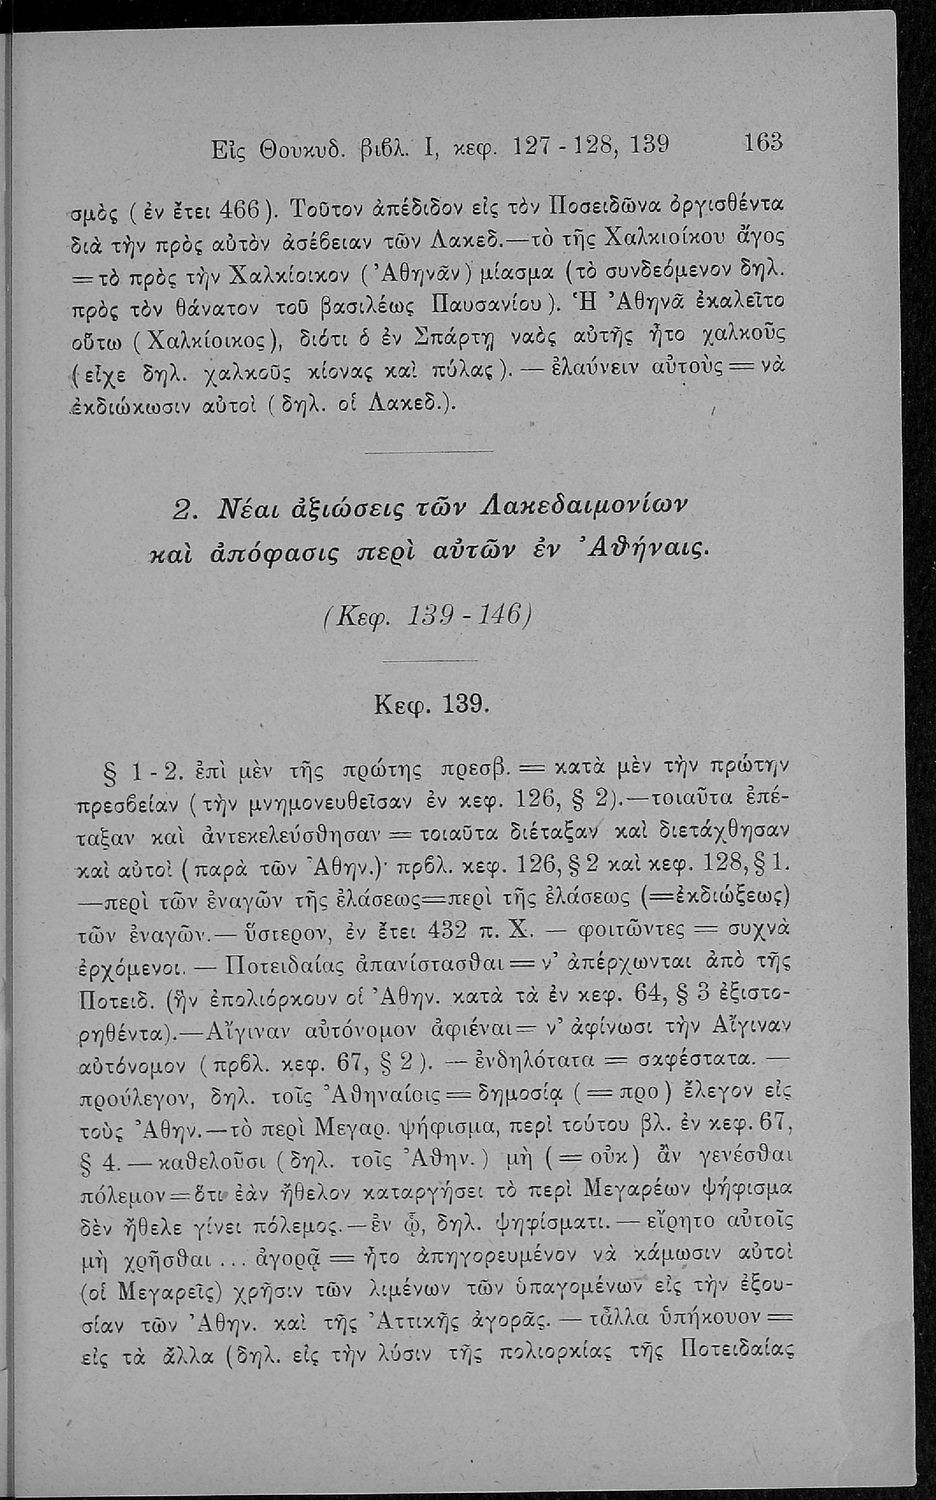 Εἰς Θουκυδ. βιβλ. I, κεφ. 127 - 128, 139 163
σμὸς ( ἐν ἔτει 466 ). Τοῦτον ἀπέδιδον εἰς τὸν Ποσειδῶνα ὀργισθέντα
διὰ τὴν πρὸς αὐτὸν ἀσέβειαν τῶν Λακεδ.—τὸ τῆς Χαλκιοίκου ἄγος
= τὸ πρὸς τὴν Χαλκίοικον ( Ἀθηνᾶν ) μίασμα (τὸ συνδεόμενον δηλ.
πρὸς τὸν θάνατον τοῦ βασιλέως Παυσανίου ). Ἡ Ἀθηνᾶ ἐκαλεῖτο
οὕτω ( Χαλκίοικος ), διότι ὁ ἐν Σπάρτῃ ναὸς αὐτῆς ἦτο χαλκοῦς
( εἶχε δηλ. χαλκοῦς κίονας καὶ πύλας ). — ἐλαύνειν αὐτοὺς = νὰ
ἐκδιώκωσιν αὐτοὶ ( δηλ. οἱ Λακεδ.).
2. Νέαι ἀξιώσεις τῶν Λακεδαιμονίων
καὶ ἀπόφασις περὶ αὐτῶν ἐν Ἀθήναις.
(Κεφ. 139 - 146)
Κεφ. 139.
§ 1 - 2. ἐπὶ μὲν τῆς πρώτης πρεσβ. = κατὰ μὲν τὴν πρώτην
πρεσβείαν ( τὴν μνημονευθεῖσαν ἐν κεφ. 126, § 2).—τοιαῦτα ἐπέ-
ταξαν καὶ ἀντεκελεύσθησαν = τοιαῦτα διέταξαν καὶ διετάχθησαν
καὶ αὐτοὶ ( παρὰ τῶν Ἀθην.)· πρβλ. κεφ. 126, § 2 καὶ κεφ. 128, § 1.
—περὶ τῶν ἐναγῶν τῆς ἐλάσεως=περὶ τῆς ἐλάσεως (=ἐκδιώξεως)
τῶν ἐναγῶν.— ὕστερον, ἐν ἔτει 432 π. Χ. — φοιτῶντες = συχνὰ
ἐρχόμενοι. — Ποτειδαίας ἀπανίστασθαι = ν' ἀπέρχωνται ἀπὸ τῆς
Ποτειδ. (ἣν ἐπολιόρκουν οἱ Ἀθην. κατὰ τὰ ἐν κεφ. 64, § 3 ἐξιστο-
ρηθέντα).—Αἴγιναν αὐτόνομον ἀφιέναι= ν' ἀφίνωσι τὴν Αἴγιναν
αὐτόνομον ( πρβλ. κεφ. 67, § 2 ). — ἐνδηλότατα = σαφέστατα. —
προύλεγον, δηλ. τοῖς Ἀθηναίοις = δημοσίᾳ ( = προ ) ἔλεγον εἰς
τοὺς Ἀθην.—τὸ περὶ Μεγαρ. ψήφισμα, περὶ τούτου βλ. ἐν κεφ. 67,
§ 4. — καθελοῦσι ( δηλ. τοῖς Ἀθην. ) μὴ ( = οὐκ ) ἂν γενέσθαι
πόλεμον = ὅτι ἐὰν ἤθελον καταργήσει τὸ περὶ Μεγαρέων ψήφισμα
δὲν ἤθελε γίνει πόλεμος. — ἐν ᾧ, δηλ. ψηφίσματι. — εἴρητο αὐτοῖς
μὴ χρῆσθαι ... ἀγορᾷ = ἦτο ἀπηγορευμένον νὰ κάμωσιν αὐτοὶ
(οἱ Μεγαρεῖς) χρῆσιν τῶν λιμένων τῶν ὑπαγομένων εἰς τὴν ἐξου-
σίαν τῶν Ἀθην. καὶ τῆς Ἀττικῆς ἀγορᾶς. — τἆλλα ὑπήκουον =
εἰς τὰ ἄλλα (δηλ. εἰς τὴν λύσιν τῆς πολιορκίας τῆς Ποτειδαίας